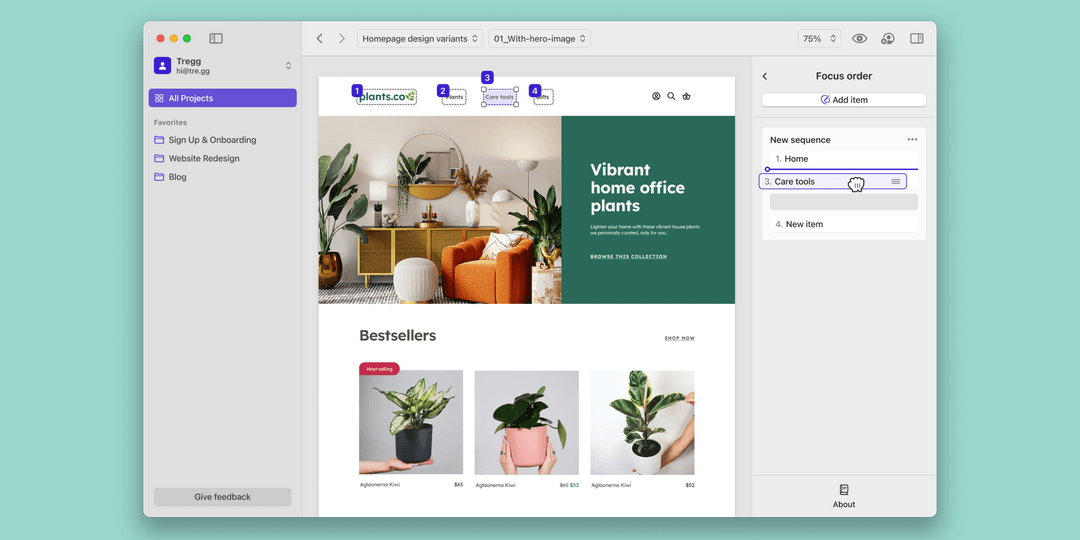 Homepage design variants
01_With-hero-image
75%
Tregg
hi@tre.gg
All Projects
Favorites
Sign Up & Onboarding
Website Redesign
Blog
Give feedback
1
2
3
4
plants.co
Plants
Care tools
Gifts
Vibrant
home office
plants
Lighten your home with these vibrant house plants
we personally curated, only for you.
BROWSE THIS COLLECTION
Bestsellers
SHOP NOW
Aglaonema Kiwi
$65
Aglaonema Kiwi
$65 $52
Aglaonema Kiwi
$52
Focus order
Add item
New sequence
1. Home
3. Care tools
4. New item
About